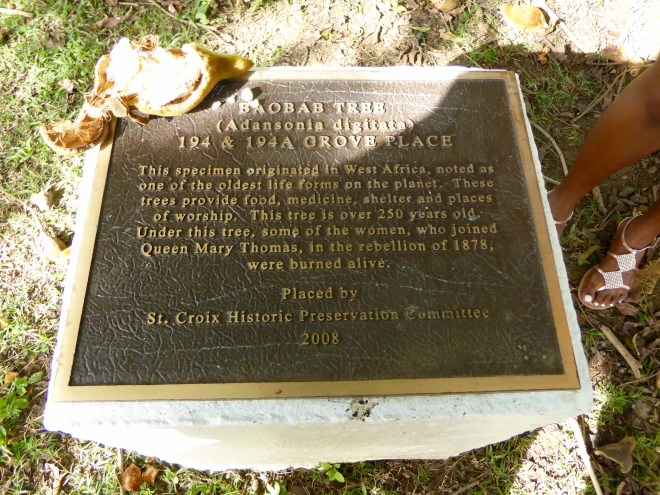 BAOBAB TREE
(Adansonia digitata)
194 & 194A GROVE PLACE
This specimen originated in West Africa, noted as
one of the oldest life forms on the planet. These
trees provide food, medicine, shelter and places
of worship. This tree is over 250 years old.
Under this tree, some of the women, who joined
Queen Mary Thomas, in the rebellion of 1878,
were burned alive.
Placed by
St. Croix Historic Preservation Committee
2008